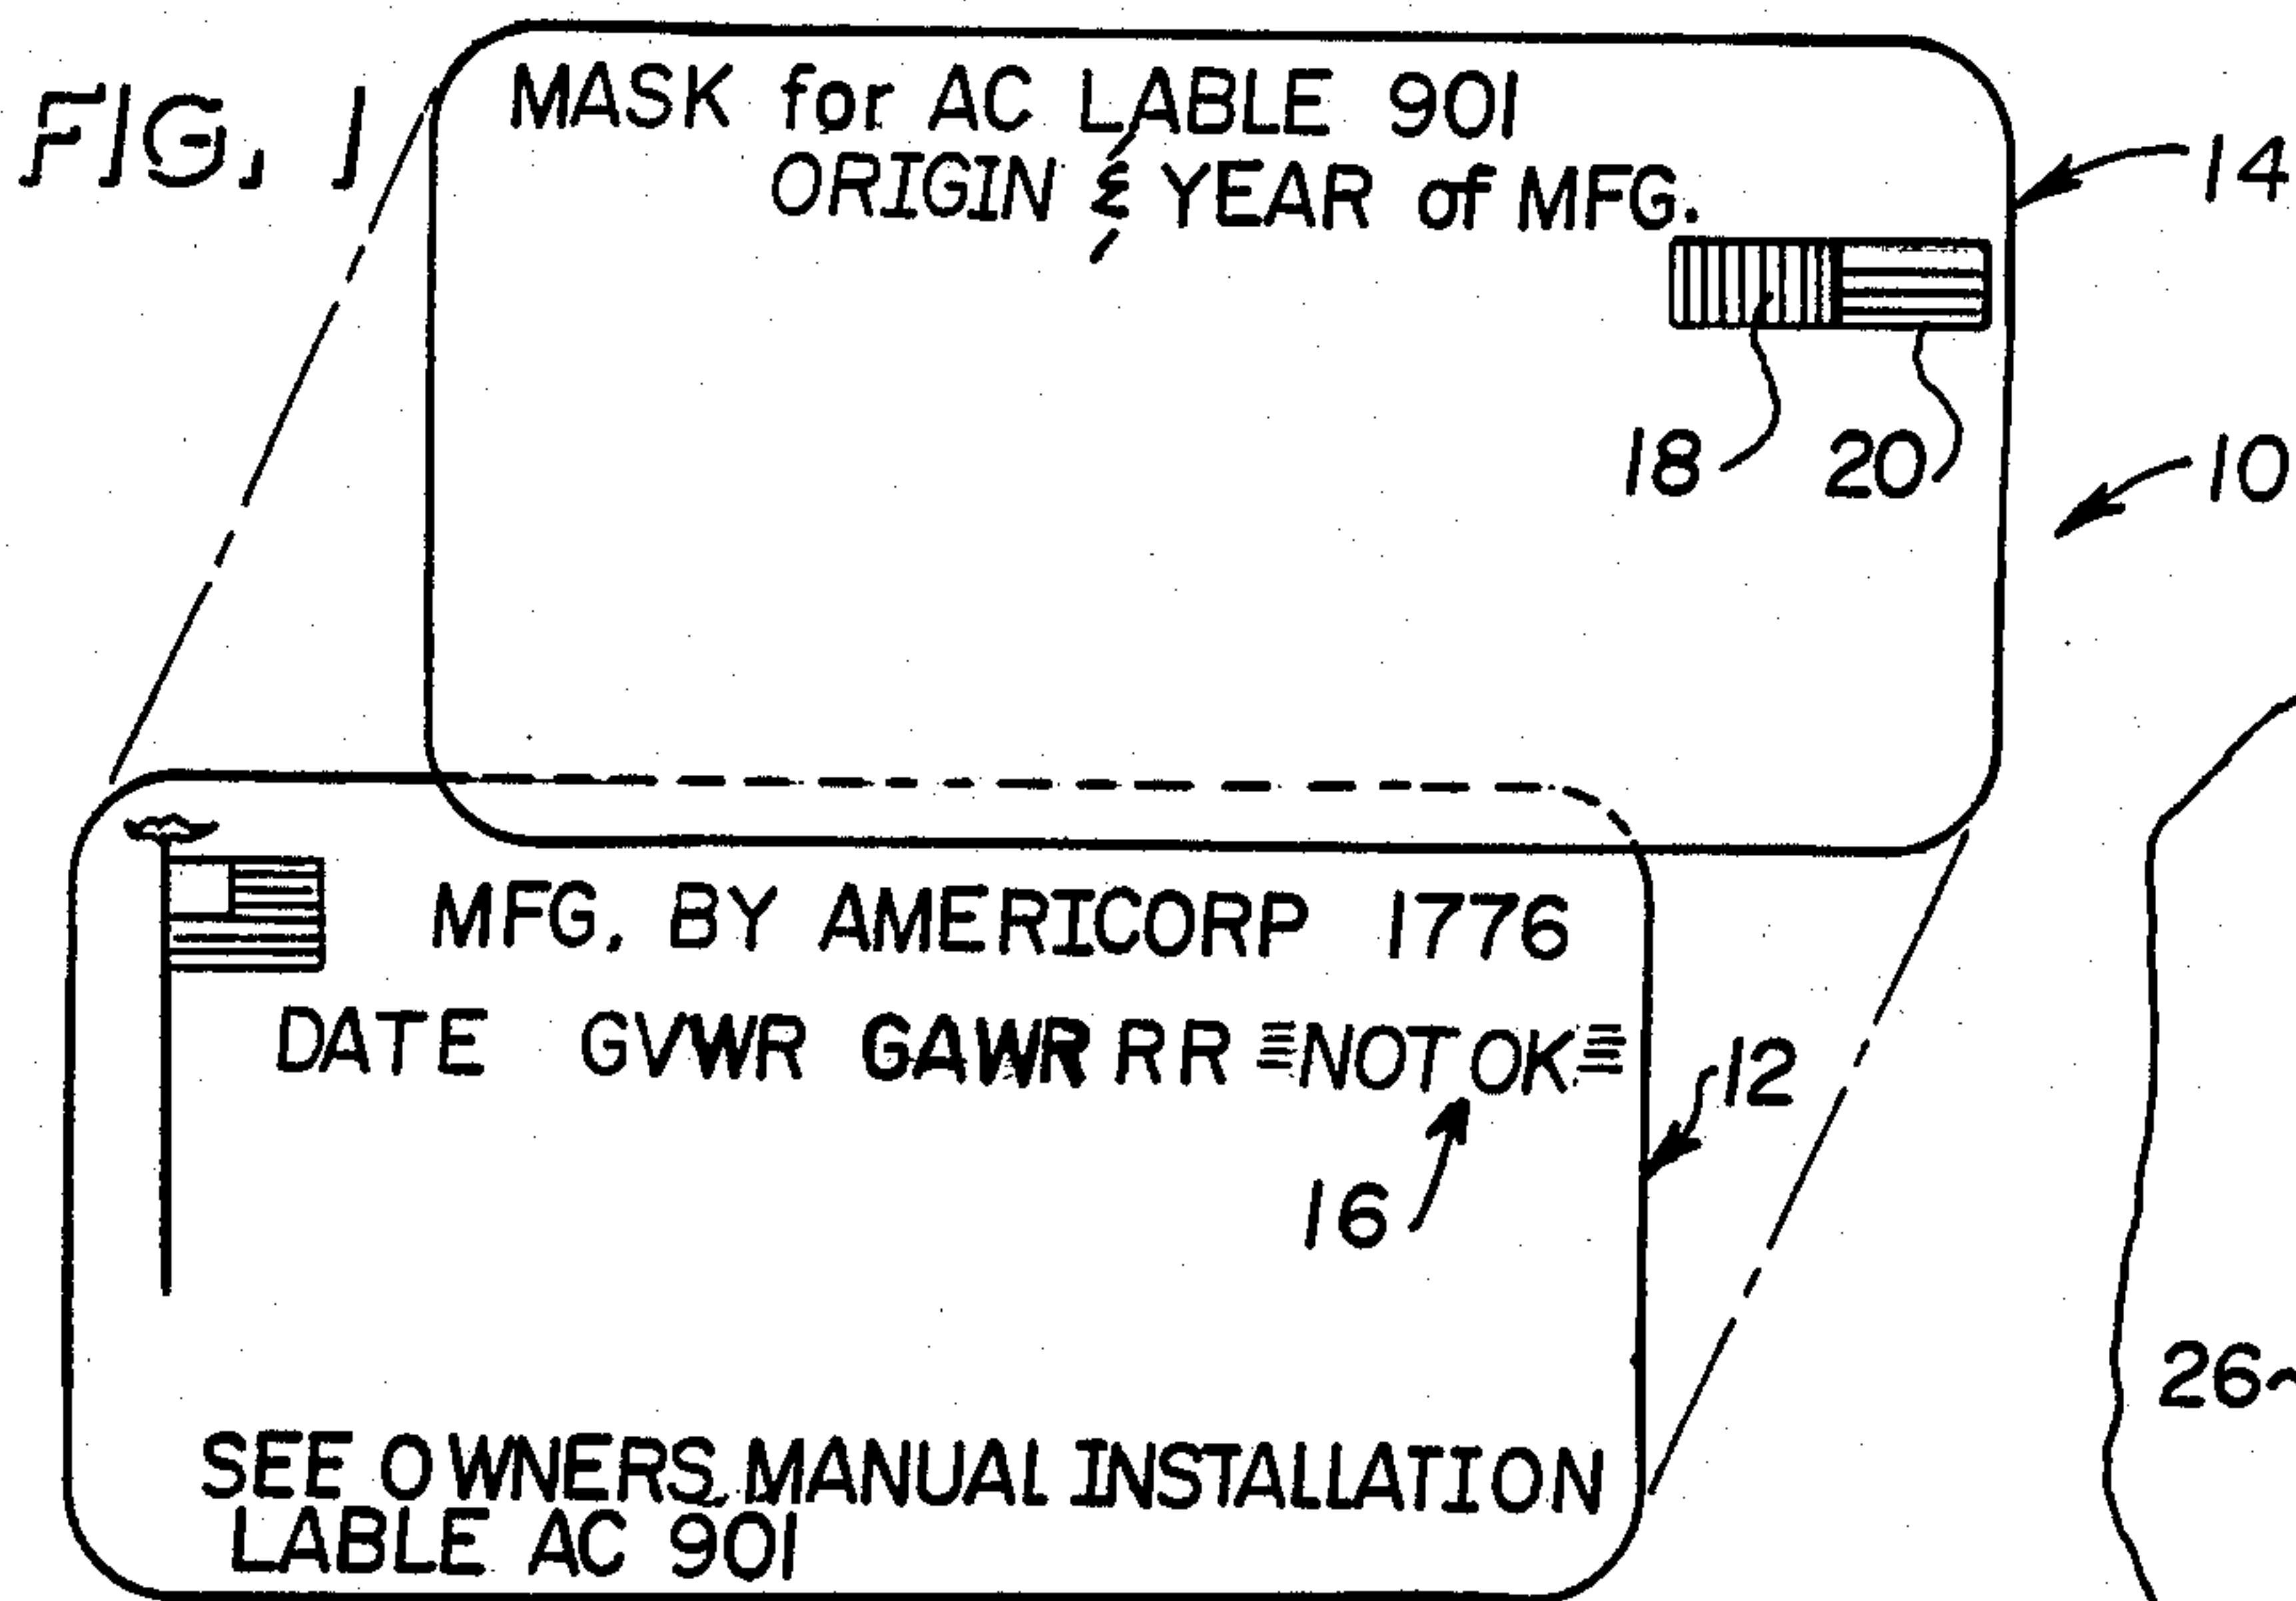 FIG. 1
MASK for AC LABLE 901
ORIGIN & YEAR of MFG.
14
18
20
10
MFG. BY AMERICORP 1776
DATE GVWR GAWR RR NOT OK
12
16
26
SEE OWNERS MANUAL INSTALLATION
LABLE AC 901